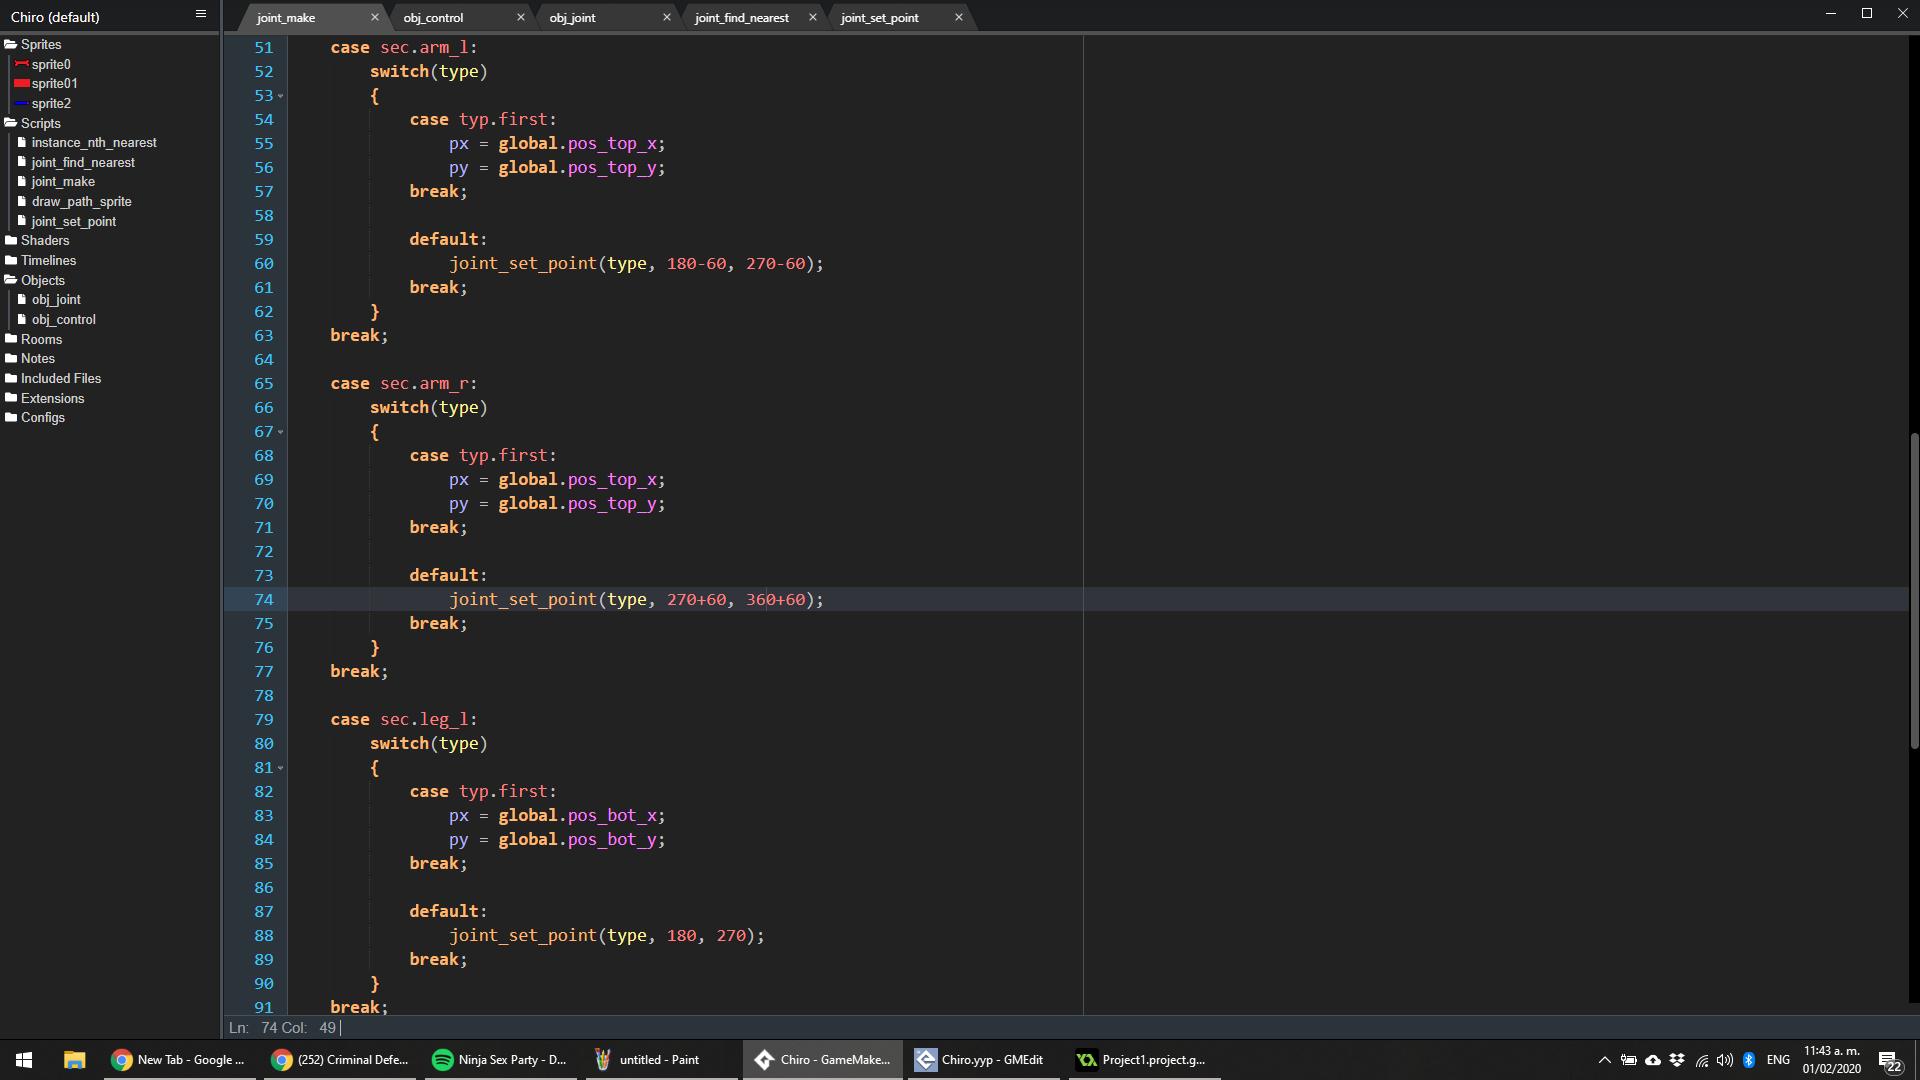 Chiro (default)
joint_make
obj_control
obj_joint
joint_find_nearest
joint_set_point
Sprites
sprite0
sprite01
sprite2
Scripts
instance_nth_nearest
joint_find_nearest
joint_make
draw_path_sprite
joint_set_point
Shaders
Timelines
Objects
obj_joint
obj_control
Rooms
Notes
Included Files
Extensions
Configs
51 case sec.arm_l:
52 switch(type)
53 {
54 case typ.first:
55 px = global.pos_top_x;
56 py = global.pos_top_y;
57 break;
58
59 default:
60 joint_set_point(type, 180-60, 270-60);
61 break;
62 }
63 break;
64
65 case sec.arm_r:
66 switch(type)
67 {
68 case typ.first:
69 px = global.pos_top_x;
70 py = global.pos_top_y;
71 break;
72
73 default:
74 joint_set_point(type, 270+60, 360+60);
75 break;
76 }
77 break;
78
79 case sec.leg_l:
80 switch(type)
81 {
82 case typ.first:
83 px = global.pos_bot_x;
84 py = global.pos_bot_y;
85 break;
86
87 default:
88 joint_set_point(type, 180, 270);
89 break;
90 }
91 break;
Ln: 74 Col: 49
New Tab - Google ...
(252) Criminal Defe...
Ninja Sex Party - D...
untitled - Paint
Chiro - GameMake...
Chiro.yyp - GMEdit
Project1.project.g...
ENG
11:43 a. m.
01/02/2020
22